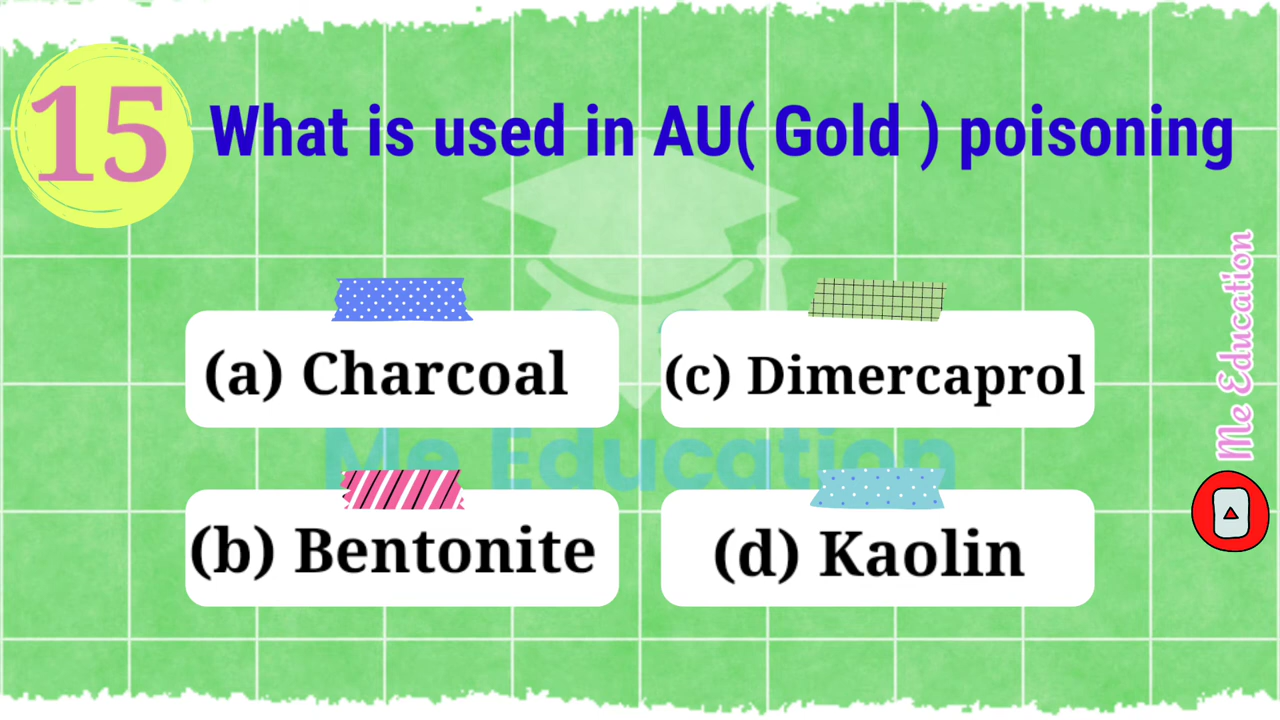 15
What is used in AU( Gold ) poisoning
(a) Charcoal
(c) Dimercaprol
(b) Bentonite
(d) Kaolin
Me Education
Me Education